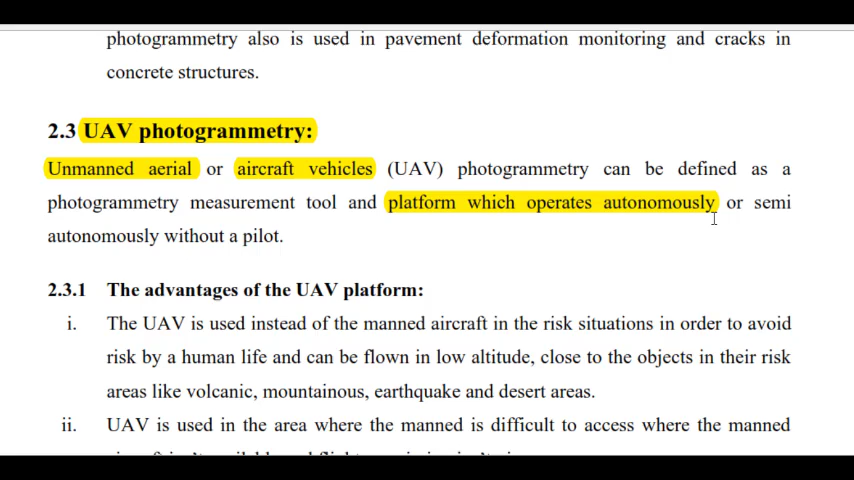 photogrammetry also is used in pavement deformation monitoring and cracks in
concrete structures.
2.3 UAV photogrammetry:
Unmanned aerial or aircraft vehicles (UAV) photogrammetry can be defined as a
photogrammetry measurement tool and platform which operates autonomously or semi
autonomously without a pilot.
2.3.1 The advantages of the UAV platform:
i. The UAV is used instead of the manned aircraft in the risk situations in order to avoid
risk by a human life and can be flown in low altitude, close to the objects in their risk
areas like volcanic, mountainous, earthquake and desert areas.
ii. UAV is used in the area where the manned is difficult to access where the manned